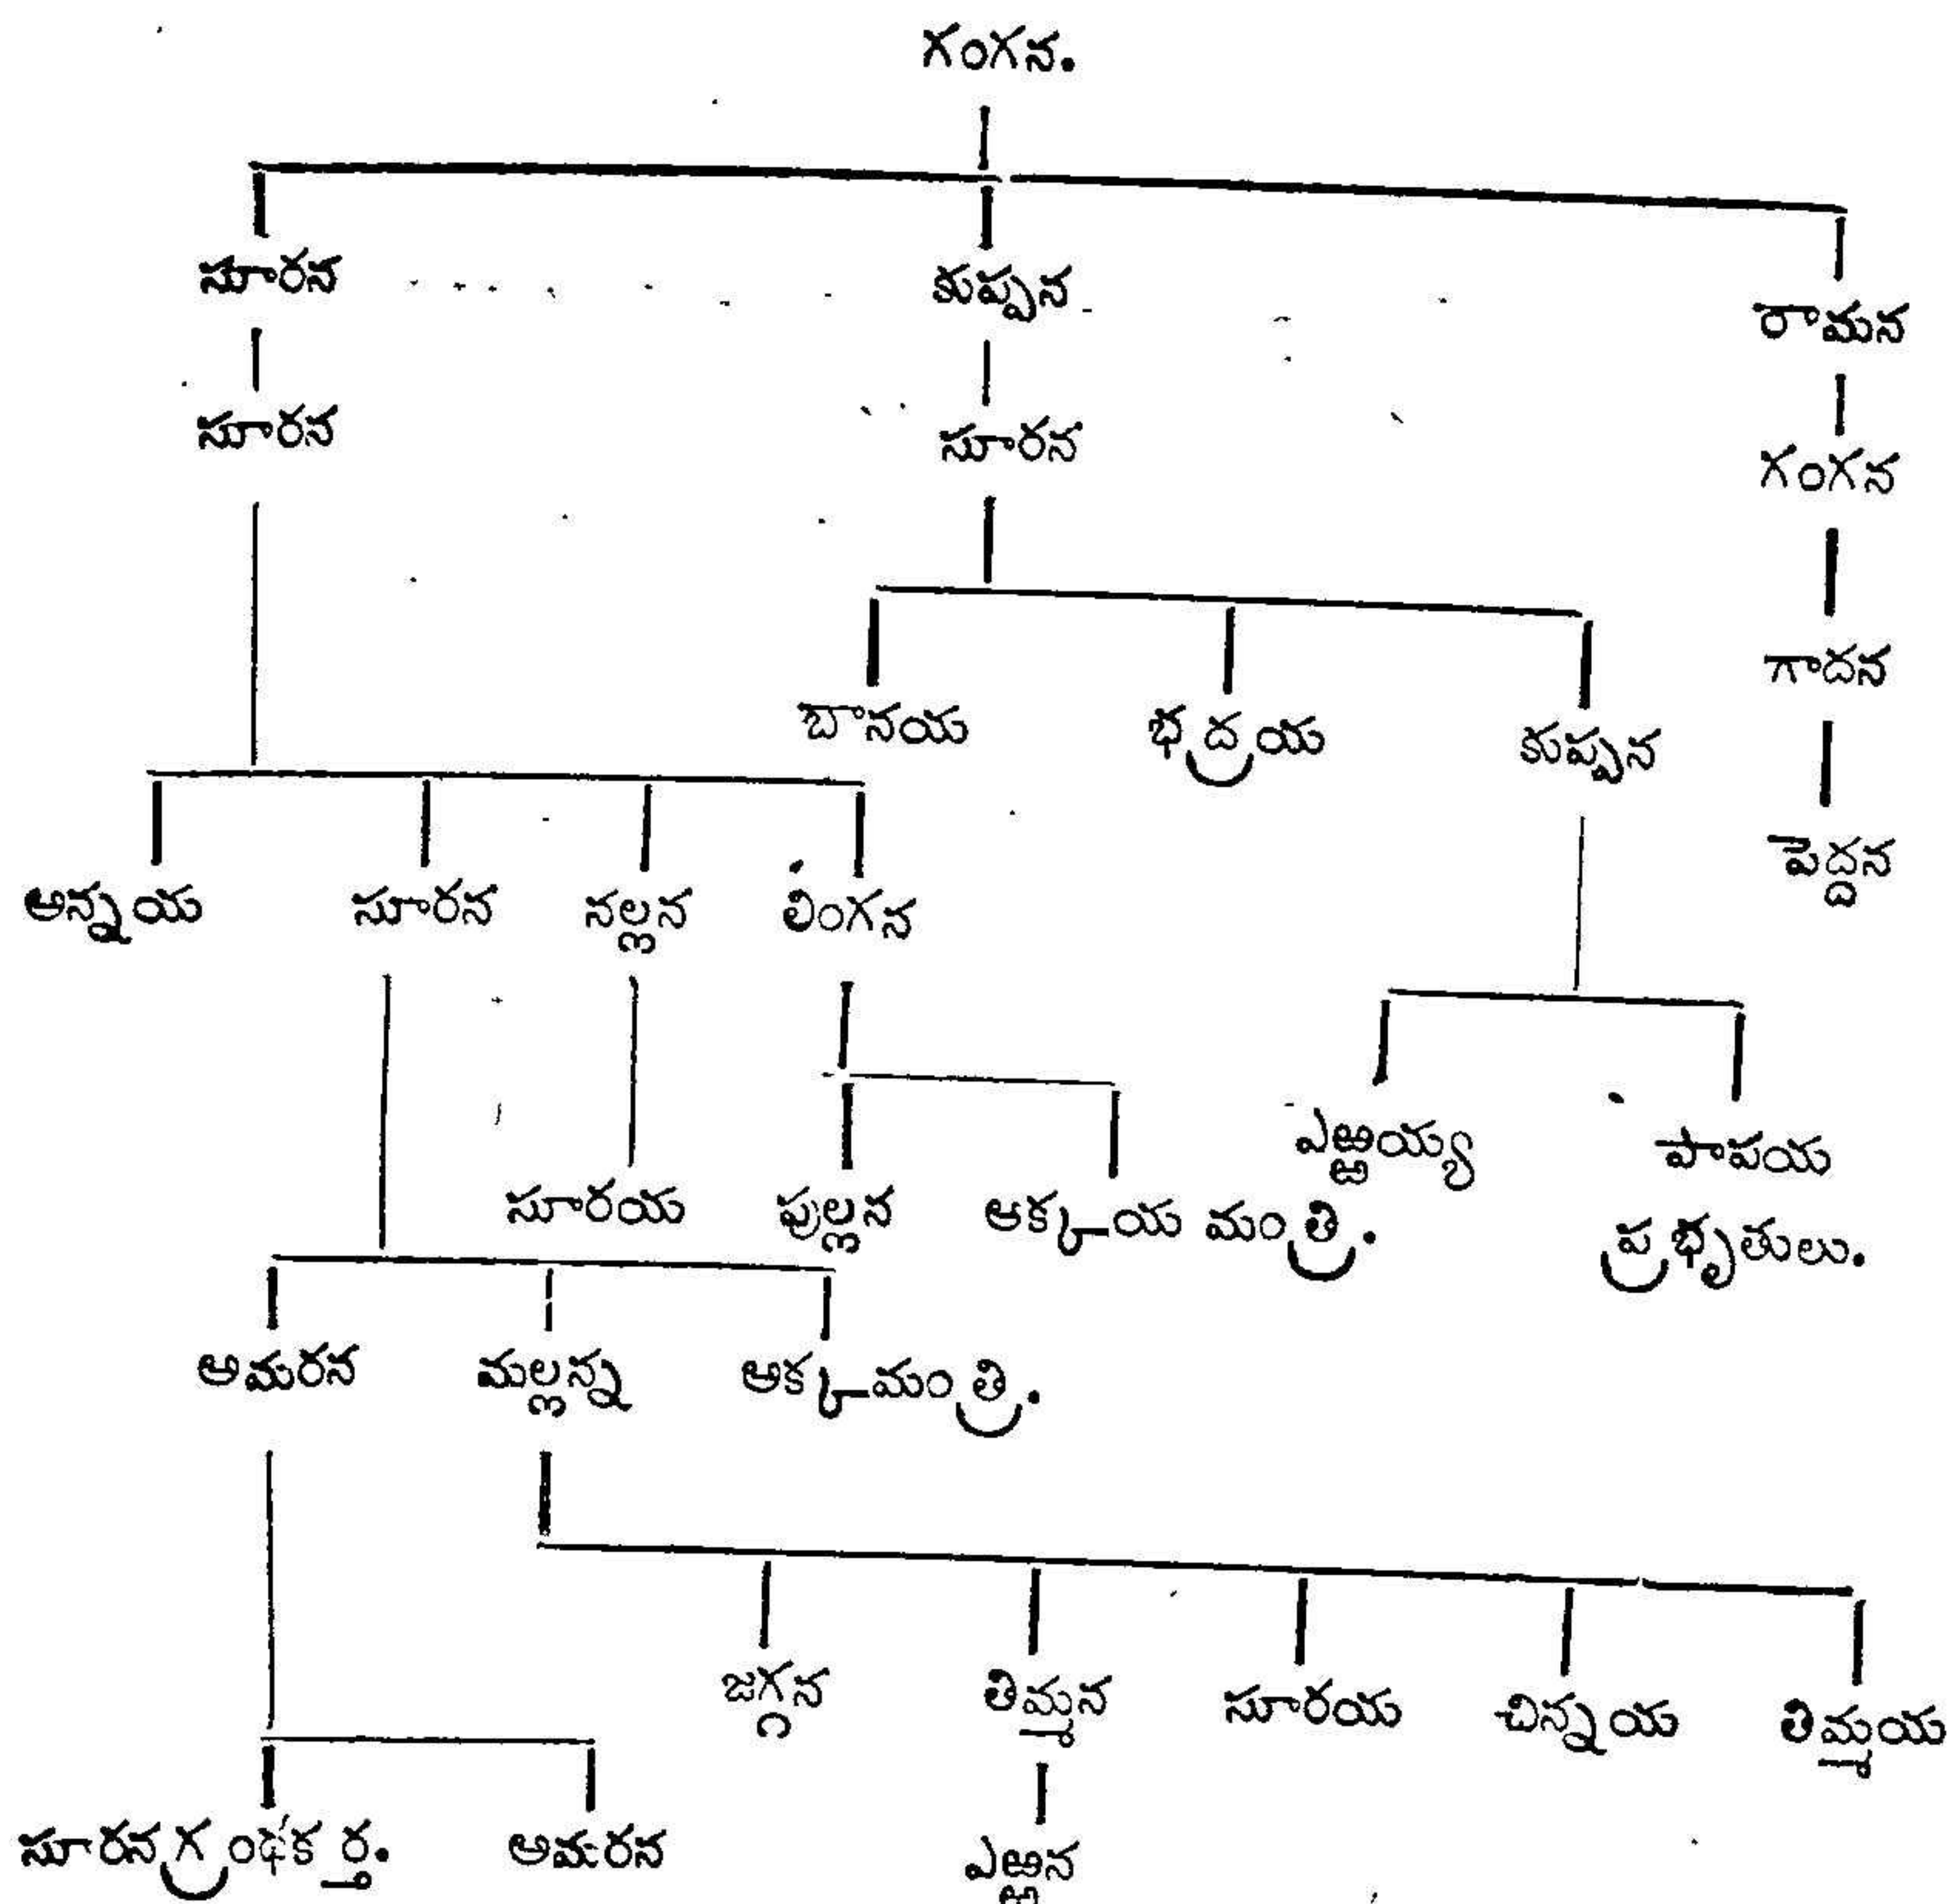 గంగన.
సూరన కుప్పన రామన
సూరన సూరన గంగన
గాదన
బానయ భద్రయ కుప్పన
పెద్దన
అన్నయ సూరన నల్లన లింగన
ఎఱ్ఱయ్య పాపయ
సూరయ పుల్లన అక్కయ మంత్రి. ప్రభృతులు.
అమరన మల్లన్న అక్కమంత్రి.
జగ్గన తిమ్మన సూరయ చిన్నయ తిమ్మయ
సూరన గ్రంథకర్త. అమరన ఎఱ్ఱన